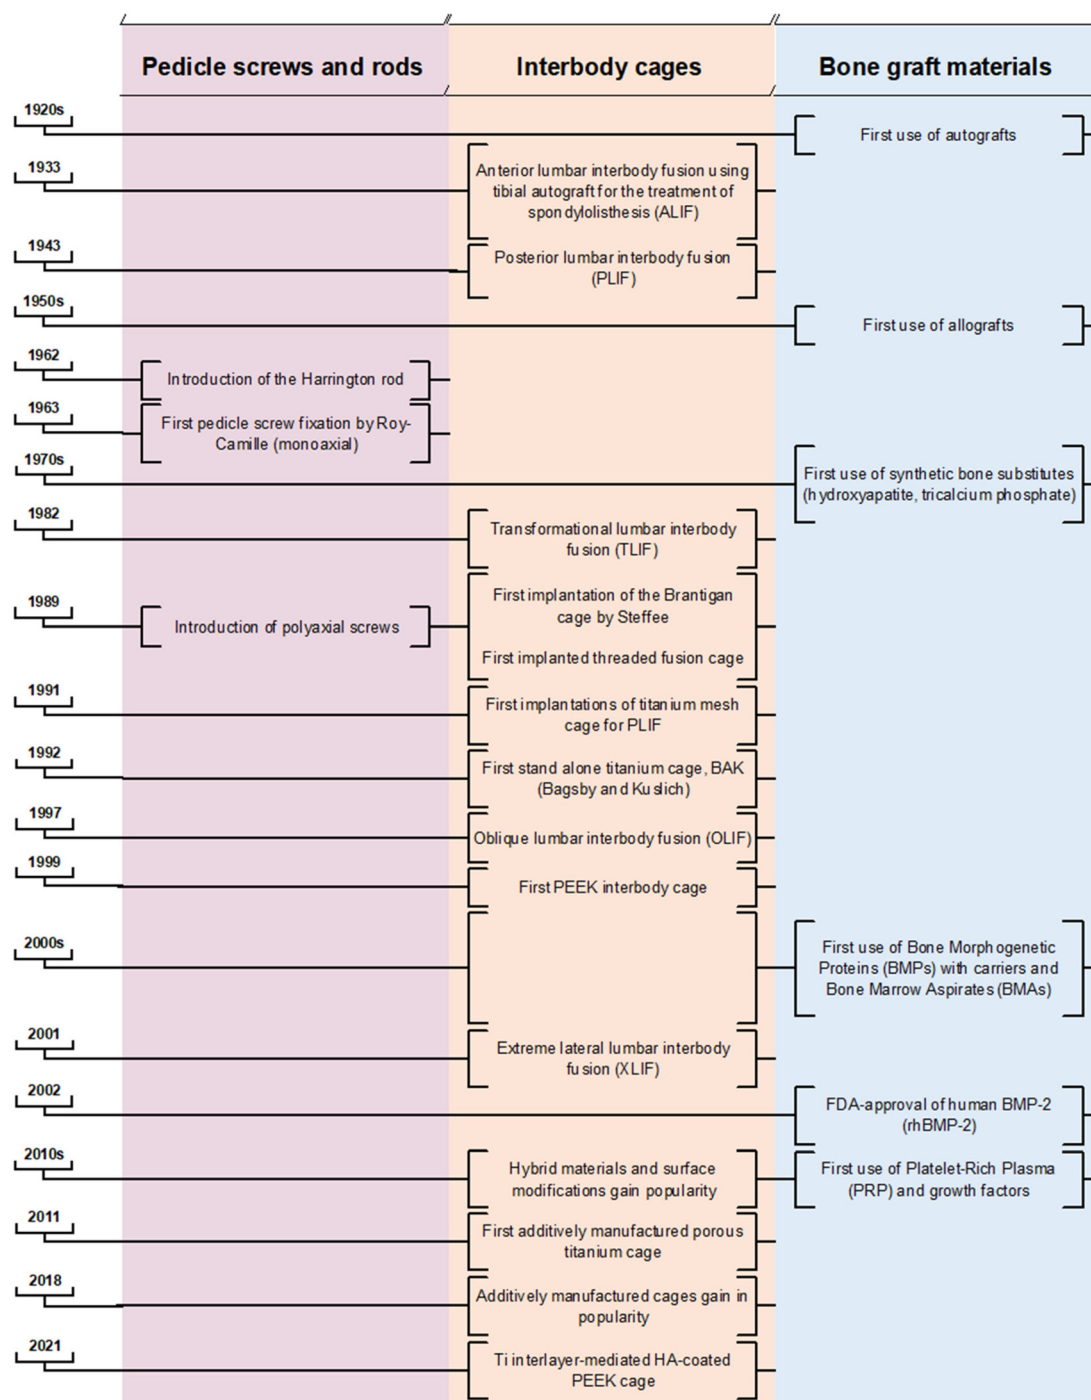 Pedicle screws and rods
Interbody cages
Bone graft materials
1920s
First use of autografts
1933
Anterior lumbar interbody fusion using
tibial autograft for the treatment of
spondylolisthesis (ALIF)
1943
Posterior lumbar interbody fusion
(PLIF)
1950s
First use of allografts
1962
Introduction of the Harrington rod
1963
First pedicle screw fixation by Roy-
Camille (monoaxial)
1970s
First use of synthetic bone substitutes
(hydroxyapatite, tricalcium phosphate)
1982
Transformational lumbar interbody
fusion (TLIF)
1989
Introduction of polyaxial screws
First implantation of the Brantigan
cage by Steffee
First implanted threaded fusion cage
1991
First implantations of titanium mesh
cage for PLIF
1992
First stand alone titanium cage, BAK
(Bagsby and Kuslich)
1997
Oblique lumbar interbody fusion (OLIF)
1999
First PEEK interbody cage
2000s
First use of Bone Morphogenetic
Proteins (BMPs) with carriers and
Bone Marrow Aspirates (BMAs)
2001
Extreme lateral lumbar interbody
fusion (XLIF)
2002
FDA-approval of human BMP-2
(rhBMP-2)
2010s
Hybrid materials and surface
modifications gain popularity
First use of Platelet-Rich Plasma
(PRP) and growth factors
2011
First additively manufactured porous
titanium cage
2018
Additively manufactured cages gain in
popularity
2021
Ti interlayer-mediated HA-coated
PEEK cage